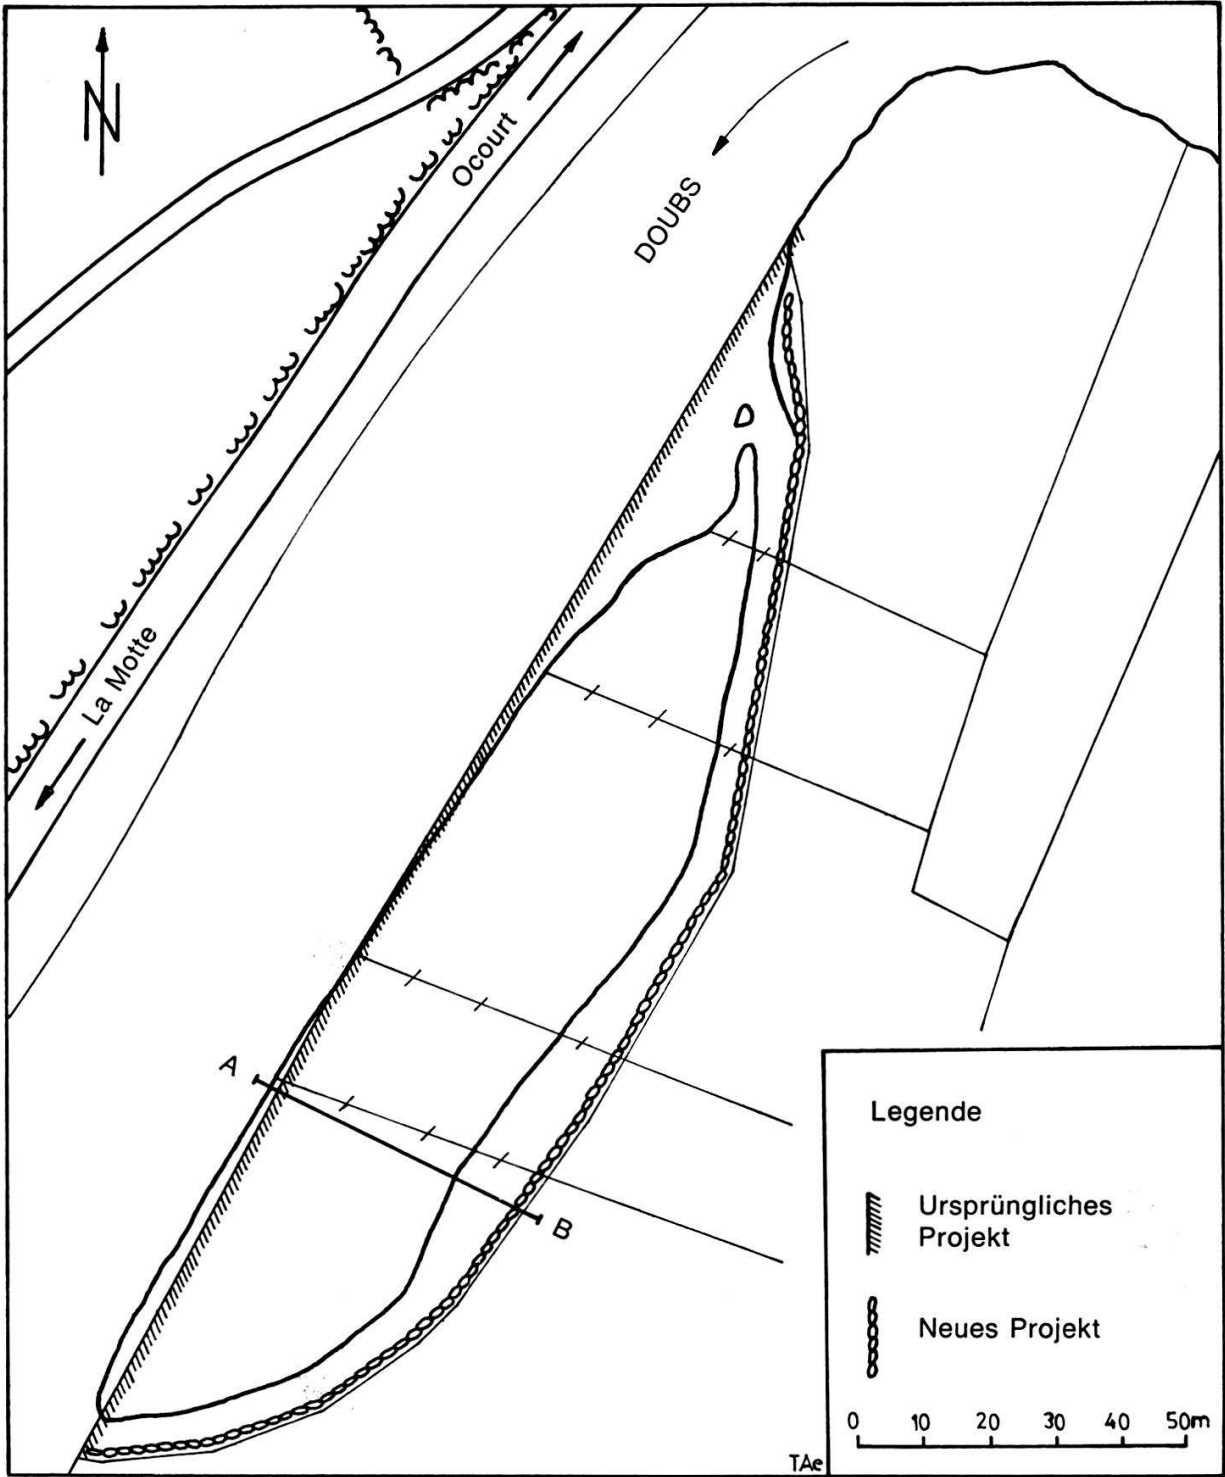 N
Ocourt
DOUBS
La Motte
A
B
Legende
Ursprüngliches
Projekt
Neues Projekt
0 10 20 30 40 50m
TAe